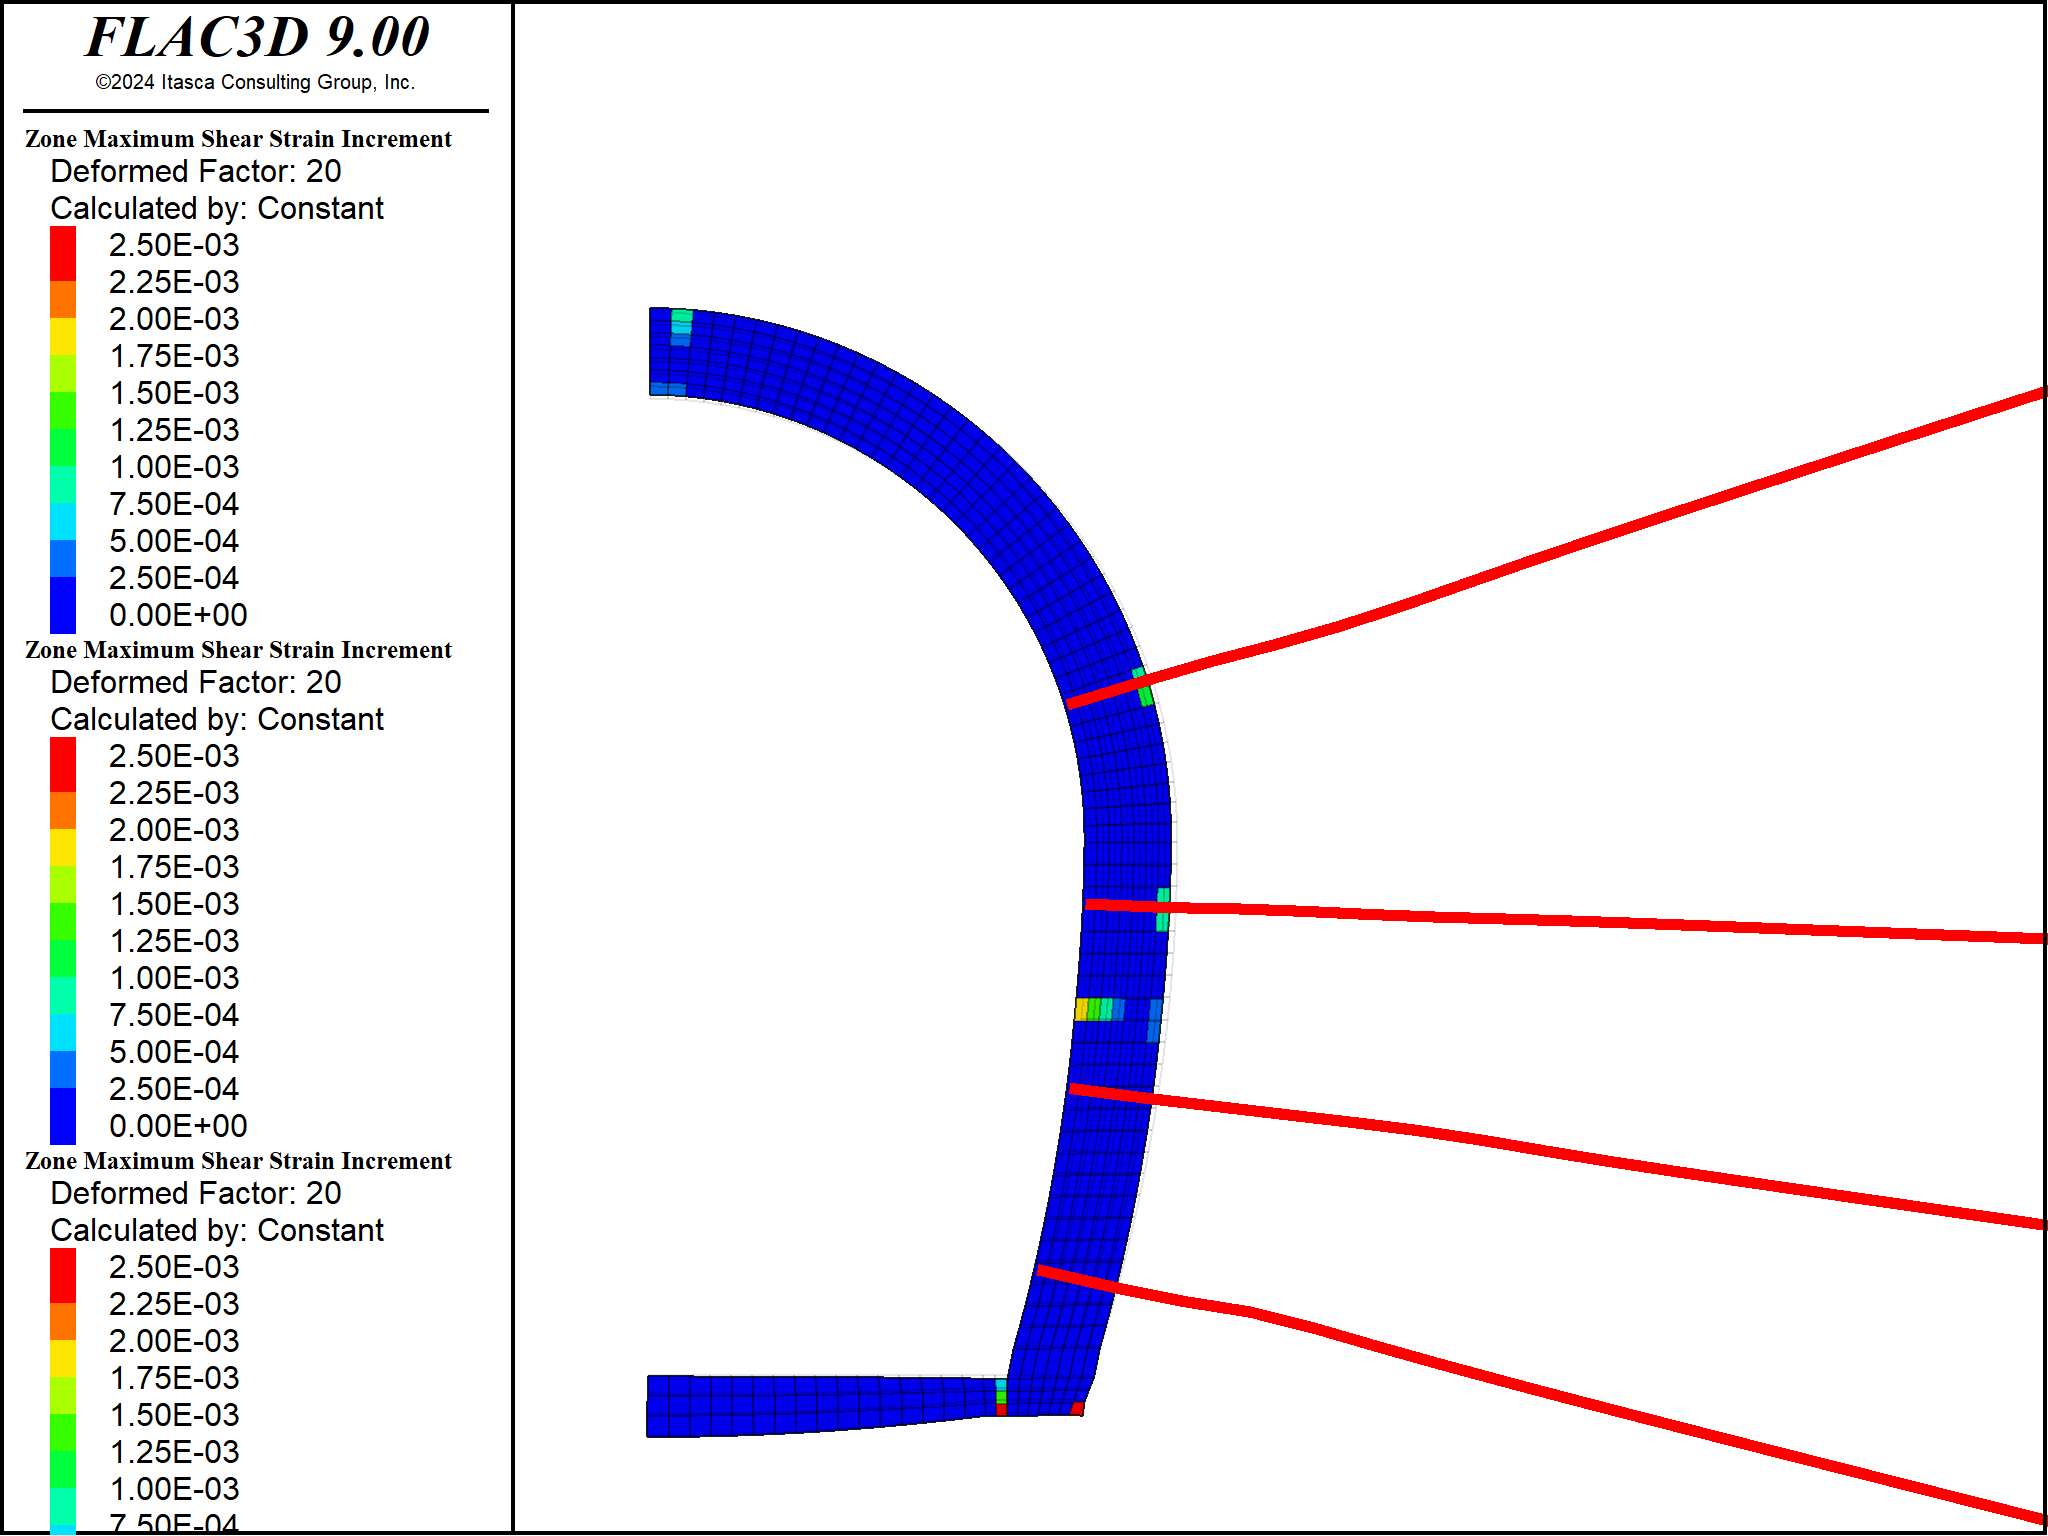 FLAC3D 9.00
©2024 Itasca Consulting Group, Inc.
Zone Maximum Shear Strain Increment
Deformed Factor: 20
Calculated by: Constant
2.50E-03
2.25E-03
2.00E-03
1.75E-03
1.50E-03
1.25E-03
1.00E-03
7.50E-04
5.00E-04
2.50E-04
0.00E+00
Zone Maximum Shear Strain Increment
Deformed Factor: 20
Calculated by: Constant
2.50E-03
2.25E-03
2.00E-03
1.75E-03
1.50E-03
1.25E-03
1.00E-03
7.50E-04
5.00E-04
2.50E-04
0.00E+00
Zone Maximum Shear Strain Increment
Deformed Factor: 20
Calculated by: Constant
2.50E-03
2.25E-03
2.00E-03
1.75E-03
1.50E-03
1.25E-03
1.00E-03
7.50E-04